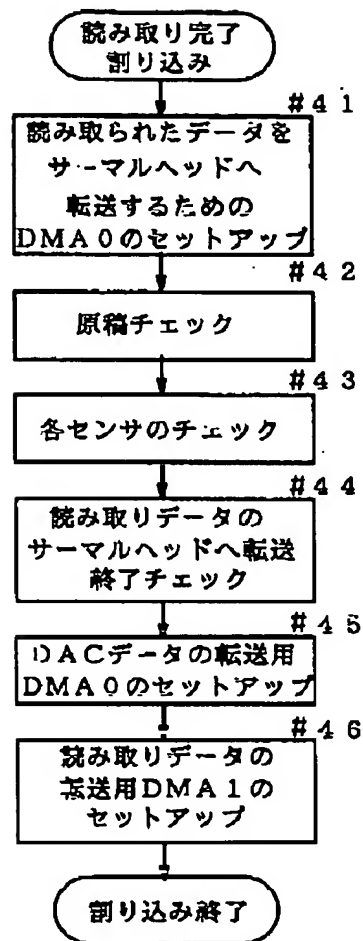 読み取り完了
割り込み
#41
読み取られたデータを
サーマルヘッドへ
転送するための
DMA0のセットアップ
#42
原稿チェック
#43
各センサのチェック
#44
読み取りデータの
サーマルヘッドへ転送
終了チェック
#45
DACデータの転送用
DMA0のセットアップ
#46
読み取りデータの
転送用DMA1の
セットアップ
割り込み終了